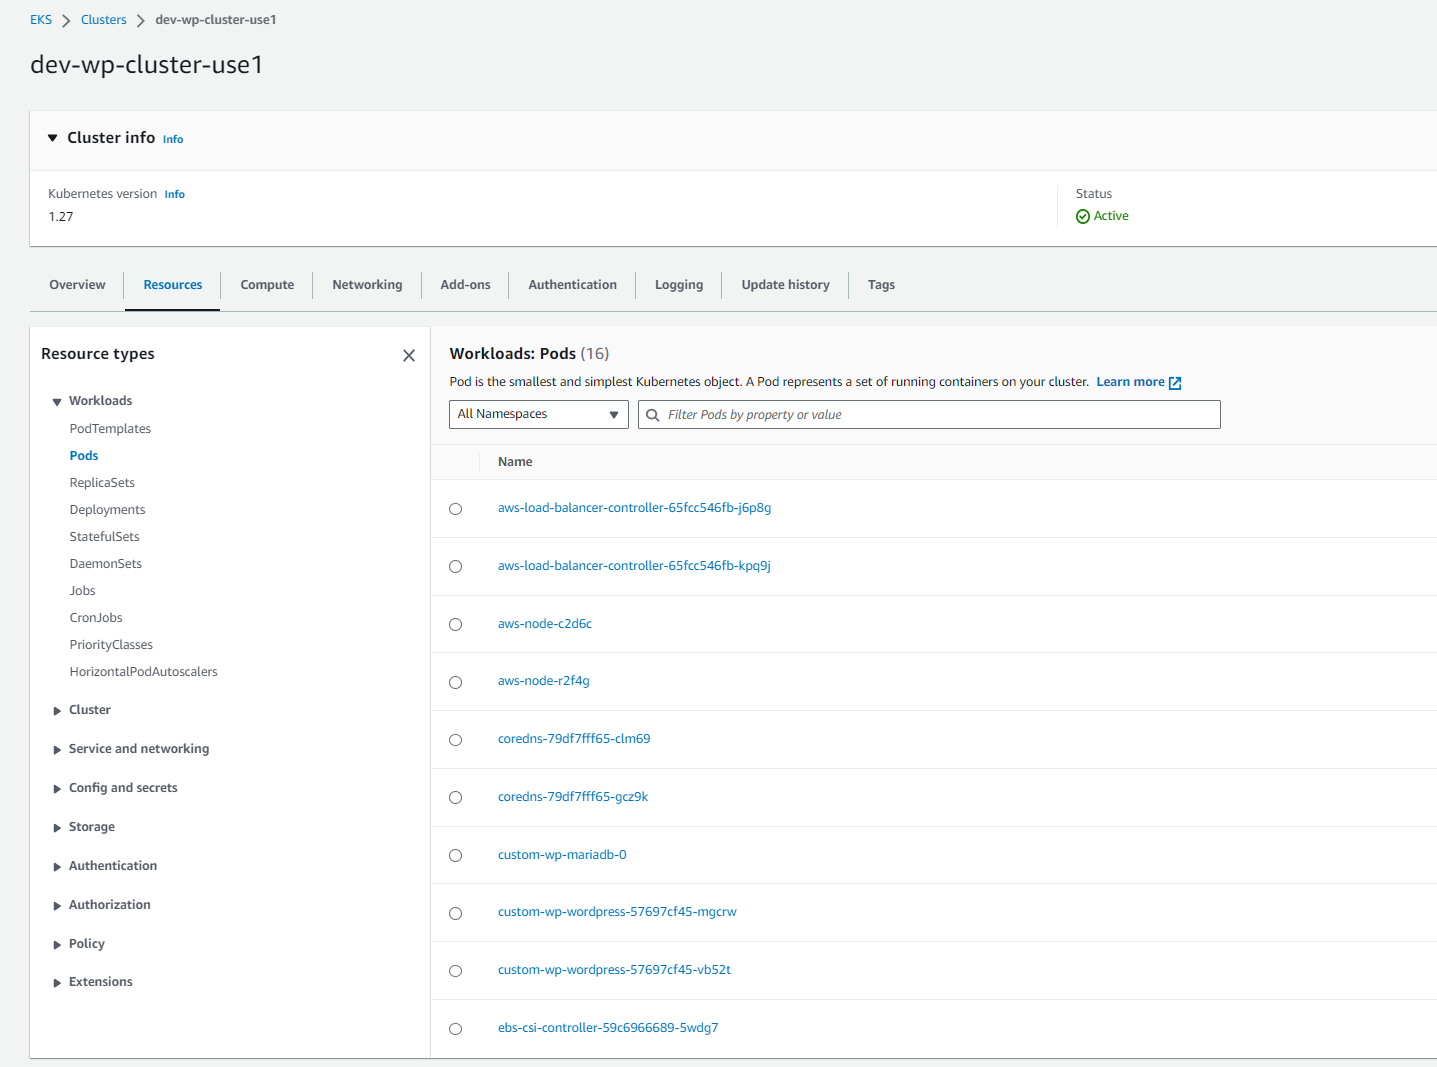 EKS > Clusters > dev-wp-cluster-use1
dev-wp-cluster-use1
Cluster info Info
Kubernetes version Info
1.27
Status
Active
Overview
Resources
Compute
Networking
Add-ons
Authentication
Logging
Update history
Tags
Resource types
Workloads
PodTemplates
Pods
ReplicaSets
Deployments
StatefulSets
DaemonSets
Jobs
CronJobs
PriorityClasses
HorizontalPodAutoscalers
Cluster
Service and networking
Config and secrets
Storage
Authentication
Authorization
Policy
Extensions
Workloads: Pods (16)
Pod is the smallest and simplest Kubernetes object. A Pod represents a set of running containers on your cluster. Learn more
All Namespaces
Filter Pods by property or value
Name
aws-load-balancer-controller-65fcc546fb-j6p8g
aws-load-balancer-controller-65fcc546fb-kpq9j
aws-node-c2d6c
aws-node-r2f4g
coredns-79df7fff65-clm69
coredns-79df7fff65-gcz9k
custom-wp-mariadb-0
custom-wp-wordpress-57697cf45-mgcrw
custom-wp-wordpress-57697cf45-vb52t
ebs-csi-controller-59c6966689-5wdg7